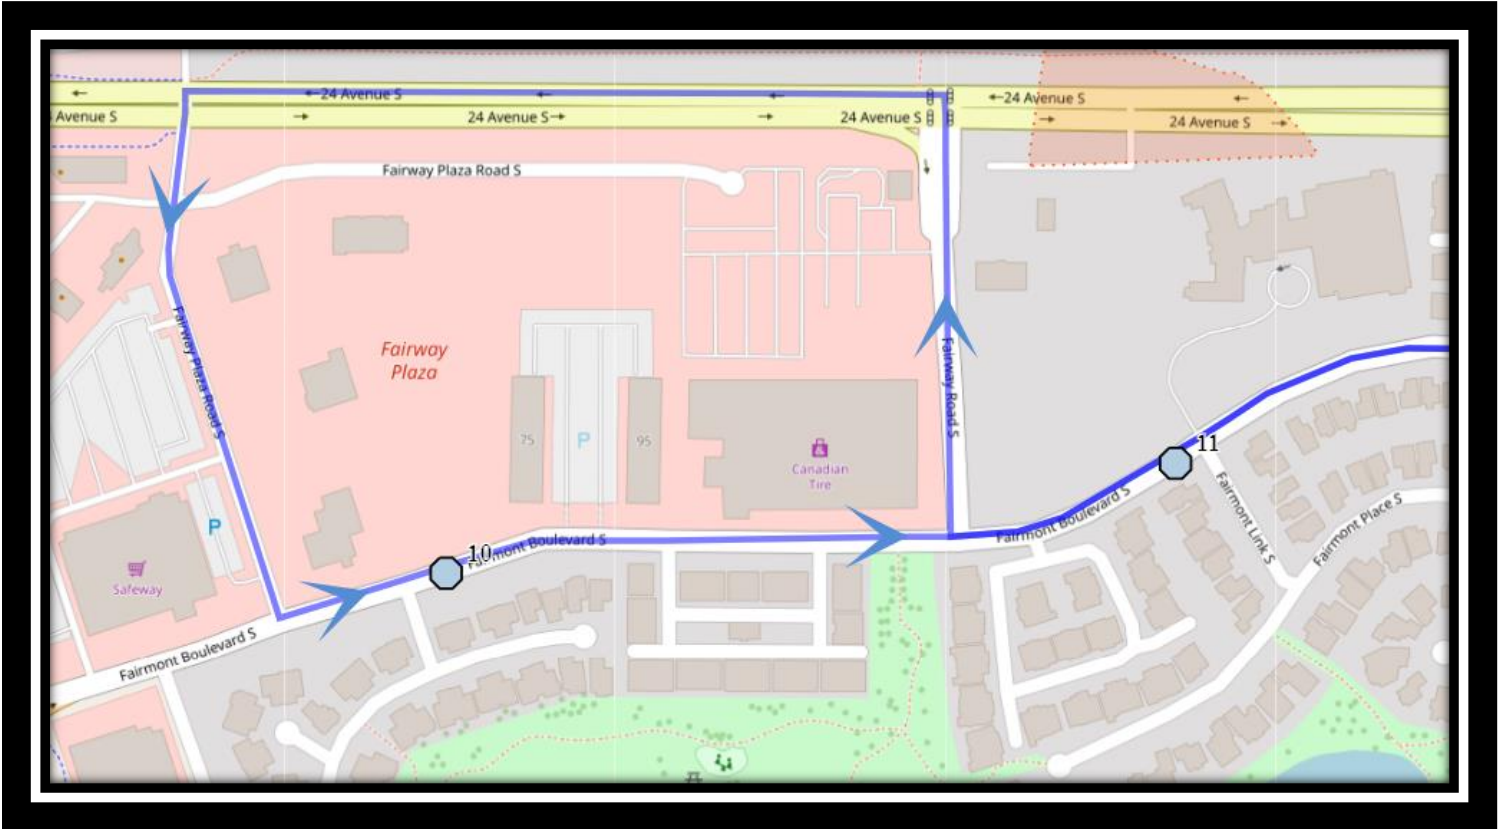 ←24 Avenue S
←24 Avenue S
Avenue S
24 Avenue S→
24 Avenue S
24 Avenue S
Fairway Plaza Road S
Fairway Plaza Road S
Fairway
Plaza
Fairway Road S
75
P
95
Canadian
Tire
11
P
10
Fairmont Boulevard S
Fairmont Boulevard S
Fairmont Link S
Fairmont Place S
Safeway
Fairmont Boulevard S